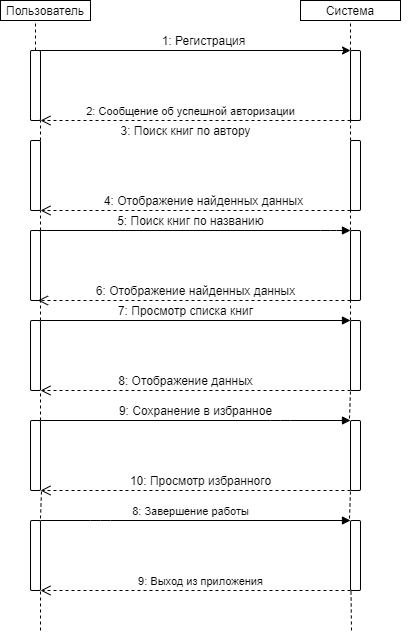 Пользователь
Система
1: Регистрация
2: Сообщение об успешной авторизации
3: Поиск книг по автору
4: Отображение найденных данных
5: Поиск книг по названию
6: Отображение найденных данных
7: Просмотр списка книг
8: Отображение данных
9: Сохранение в избранное
10: Просмотр избранного
8: Завершение работы
9: Выход из приложения